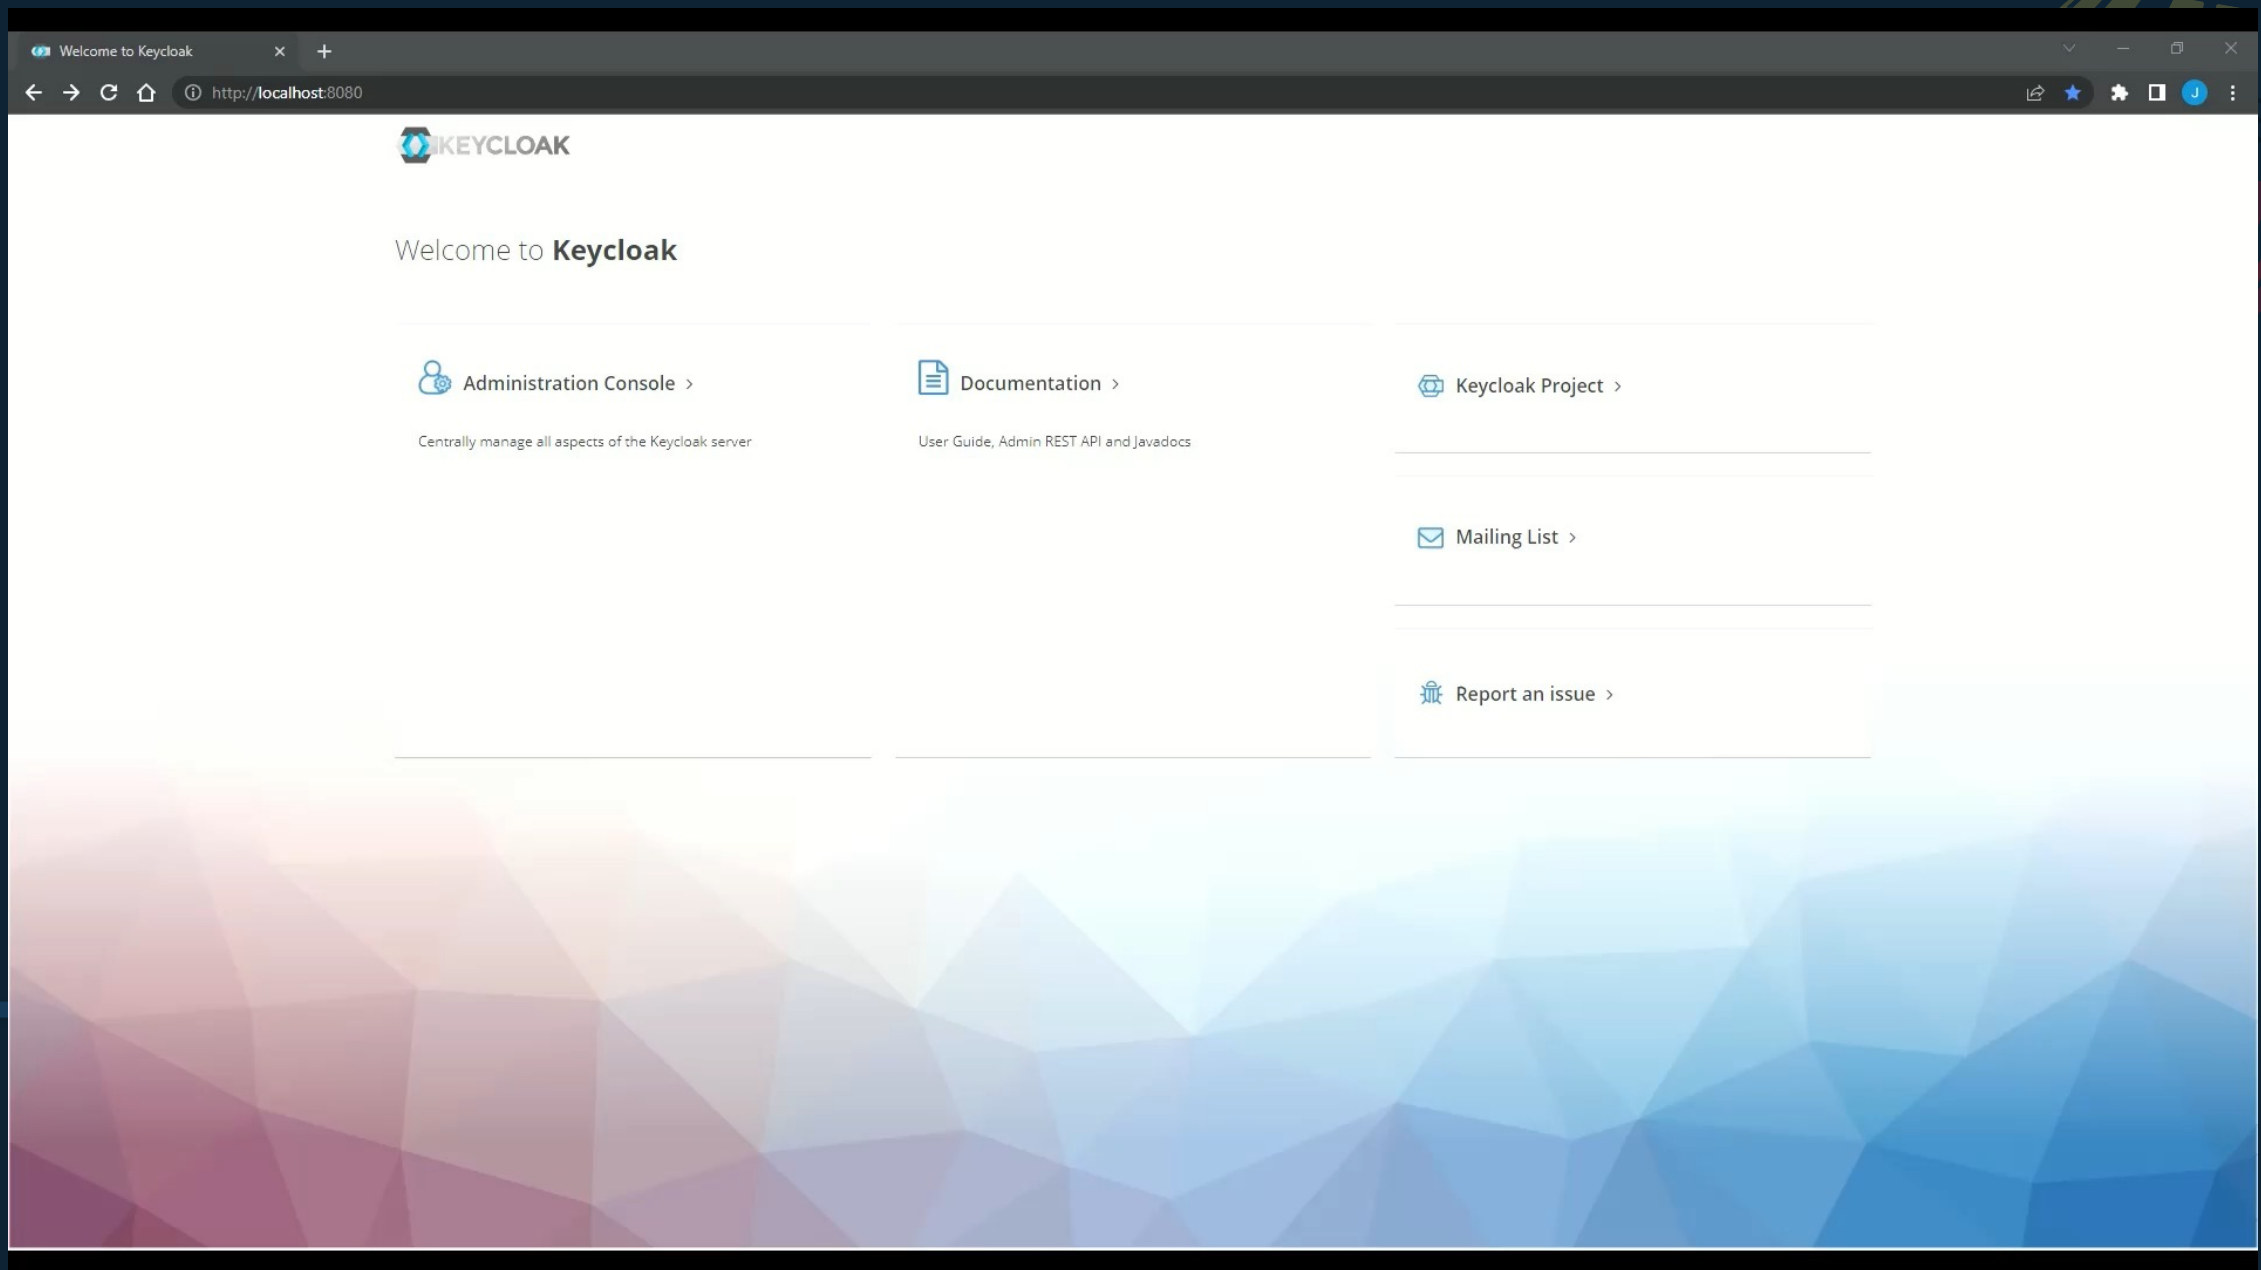 Welcome to Keycloak
http://localhost:8080
J
KEYCLOAK
Welcome to Keycloak
Administration Console
Centrally manage all aspects of the Keycloak server
Documentation
User Guide, Admin REST API and Javadocs
Keycloak Project
Mailing List
Report an issue